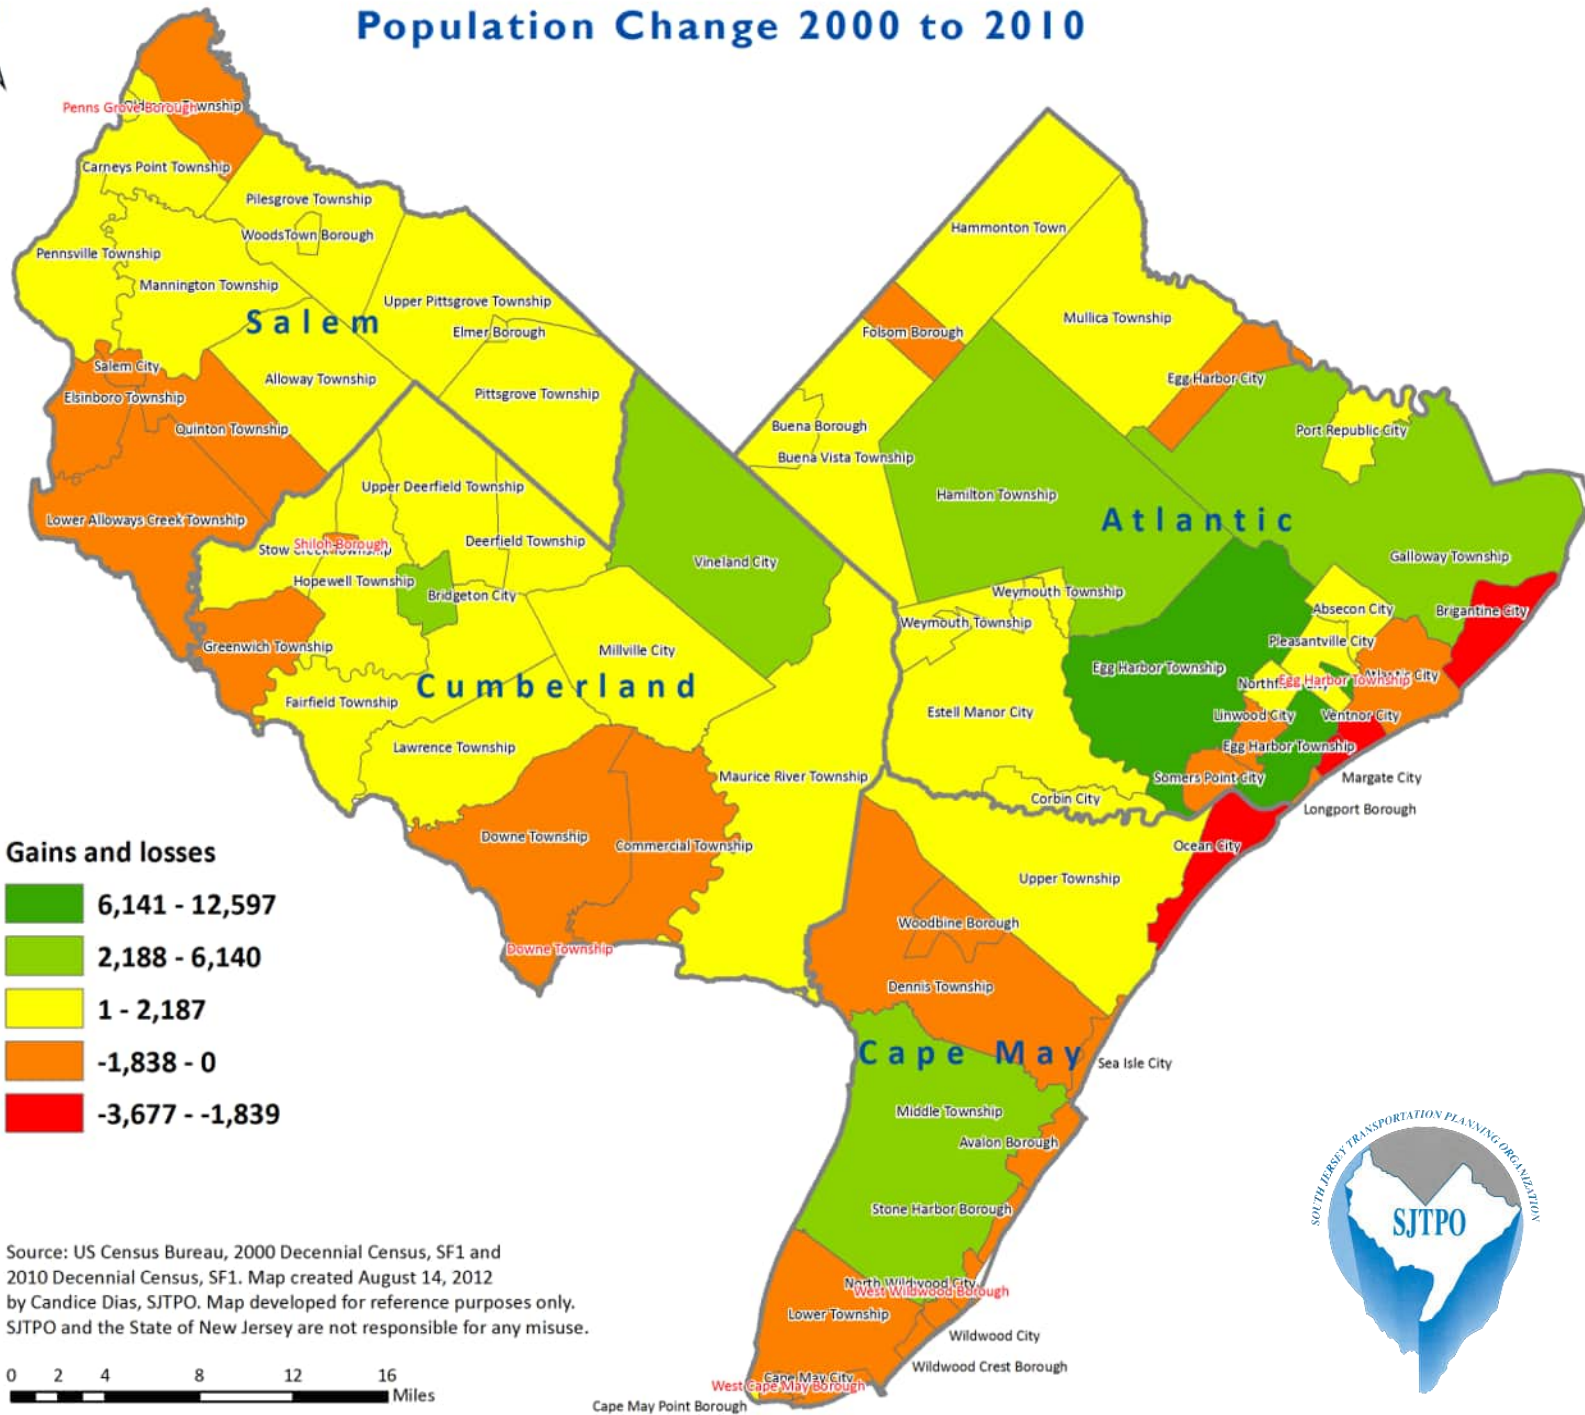 Population Change 2000 to 2010
Penns Grove Borough
Township
Carneys Point Township
Pilesgrove Township
WoodsTown Borough
Pennsville Township
Mannington Township
Salem
Upper Pittsgrove Township
Elmer Borough
Salem City
Alloway Township
Pittsgrove Township
Elsinboro Township
Quinton Township
Lower Alloways Creek Township
Hammonton Town
Mullica Township
Folsom Borough
Egg Harbor City
Buena Borough
Port Republic City
Buena Vista Township
Hamilton Township
Atlantic
Galloway Township
Upper Deerfield Township
Deerfield Township
Shiloh Borough
Stow Creek Township
Hopewell Township
Bridgeton City
Vineland City
Greenwich Township
Millville City
Cumberland
Fairfield Township
Lawrence Township
Maurice River Township
Downe Township
Commercial Township
Downe Township
Weymouth Township
Weymouth Township
Absecon City
Brigantine City
Pleasantville City
Egg Harbor Township
Northfield City
Egg Harbor Township
Atlantic City
Estell Manor City
Linwood City
Ventnor City
Egg Harbor Township
Somers Point City
Margate City
Corbin City
Longport Borough
Ocean City
Upper Township
Woodbine Borough
Dennis Township
Cape May
Sea Isle City
Middle Township
Avalon Borough
Stone Harbor Borough
North Wildwood City
West Wildwood Borough
Lower Township
Wildwood City
Wildwood Crest Borough
Cape May City
West Cape May Borough
Cape May Point Borough
Gains and losses
6,141 - 12,597
2,188 - 6,140
1 - 2,187
-1,838 - 0
-3,677 - -1,839
Source: US Census Bureau, 2000 Decennial Census, SF1 and
2010 Decennial Census, SF1. Map created August 14, 2012
by Candice Dias, SJTPO. Map developed for reference purposes only.
SJTPO and the State of New Jersey are not responsible for any misuse.
0 2 4 8 12 16
Miles
SOUTH JERSEY TRANSPORTATION PLANNING ORGANIZATION
SJTPO